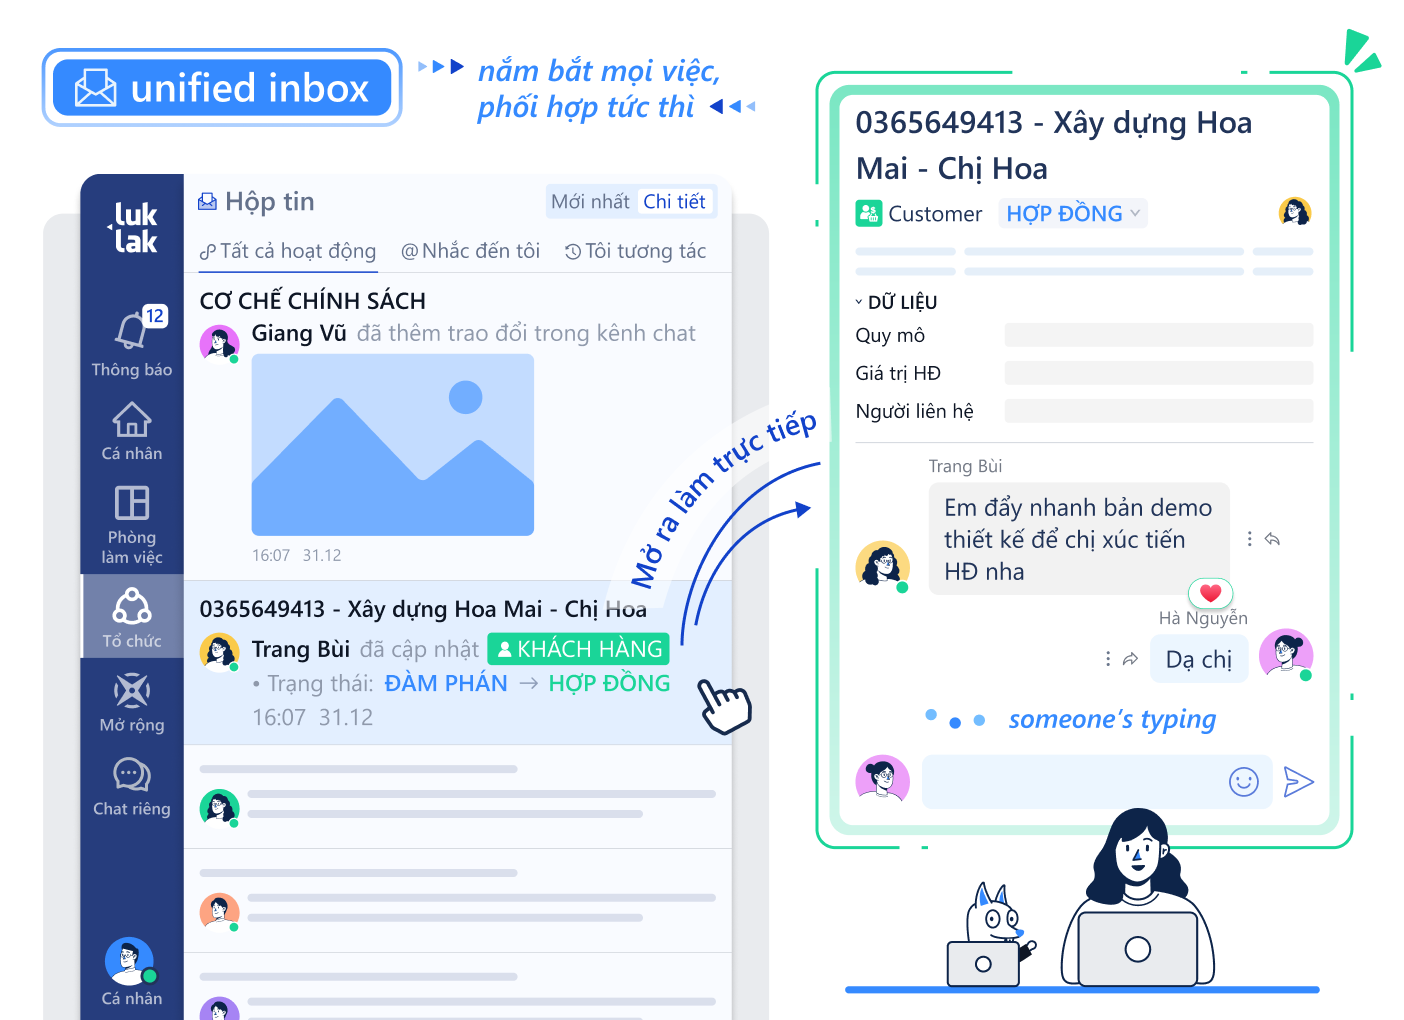 unified inbox
nắm bắt mọi việc,
phối hợp tức thì
luk
lak
12
Thông báo
Cá nhân
Phòng
làm việc
Tổ chức
Mở rộng
Chat riêng
Cá nhân
Hộp tin
Mới nhất Chi tiết
Tất cả hoạt động @Nhắc đến tôi Tôi tương tác
CƠ CHẾ CHÍNH SÁCH
Giang Vũ đã thêm trao đổi trong kênh chat
16:07 31.12
0365649413 - Xây dựng Hoa Mai - Chị Hoa
Trang Bùi đã cập nhật KHÁCH HÀNG
• Trạng thái: ĐÀM PHÁN → HỢP ĐỒNG
16:07 31.12
Mở ra làm trực tiếp
0365649413 - Xây dựng Hoa
Mai - Chị Hoa
Customer HỢP ĐỒNG
DỮ LIỆU
Quy mô
Giá trị HĐ
Người liên hệ
Trang Bùi
Em đẩy nhanh bản demo
thiết kế để chị xúc tiến
HĐ nha
Hà Nguyễn
Dạ chị
someone's typing